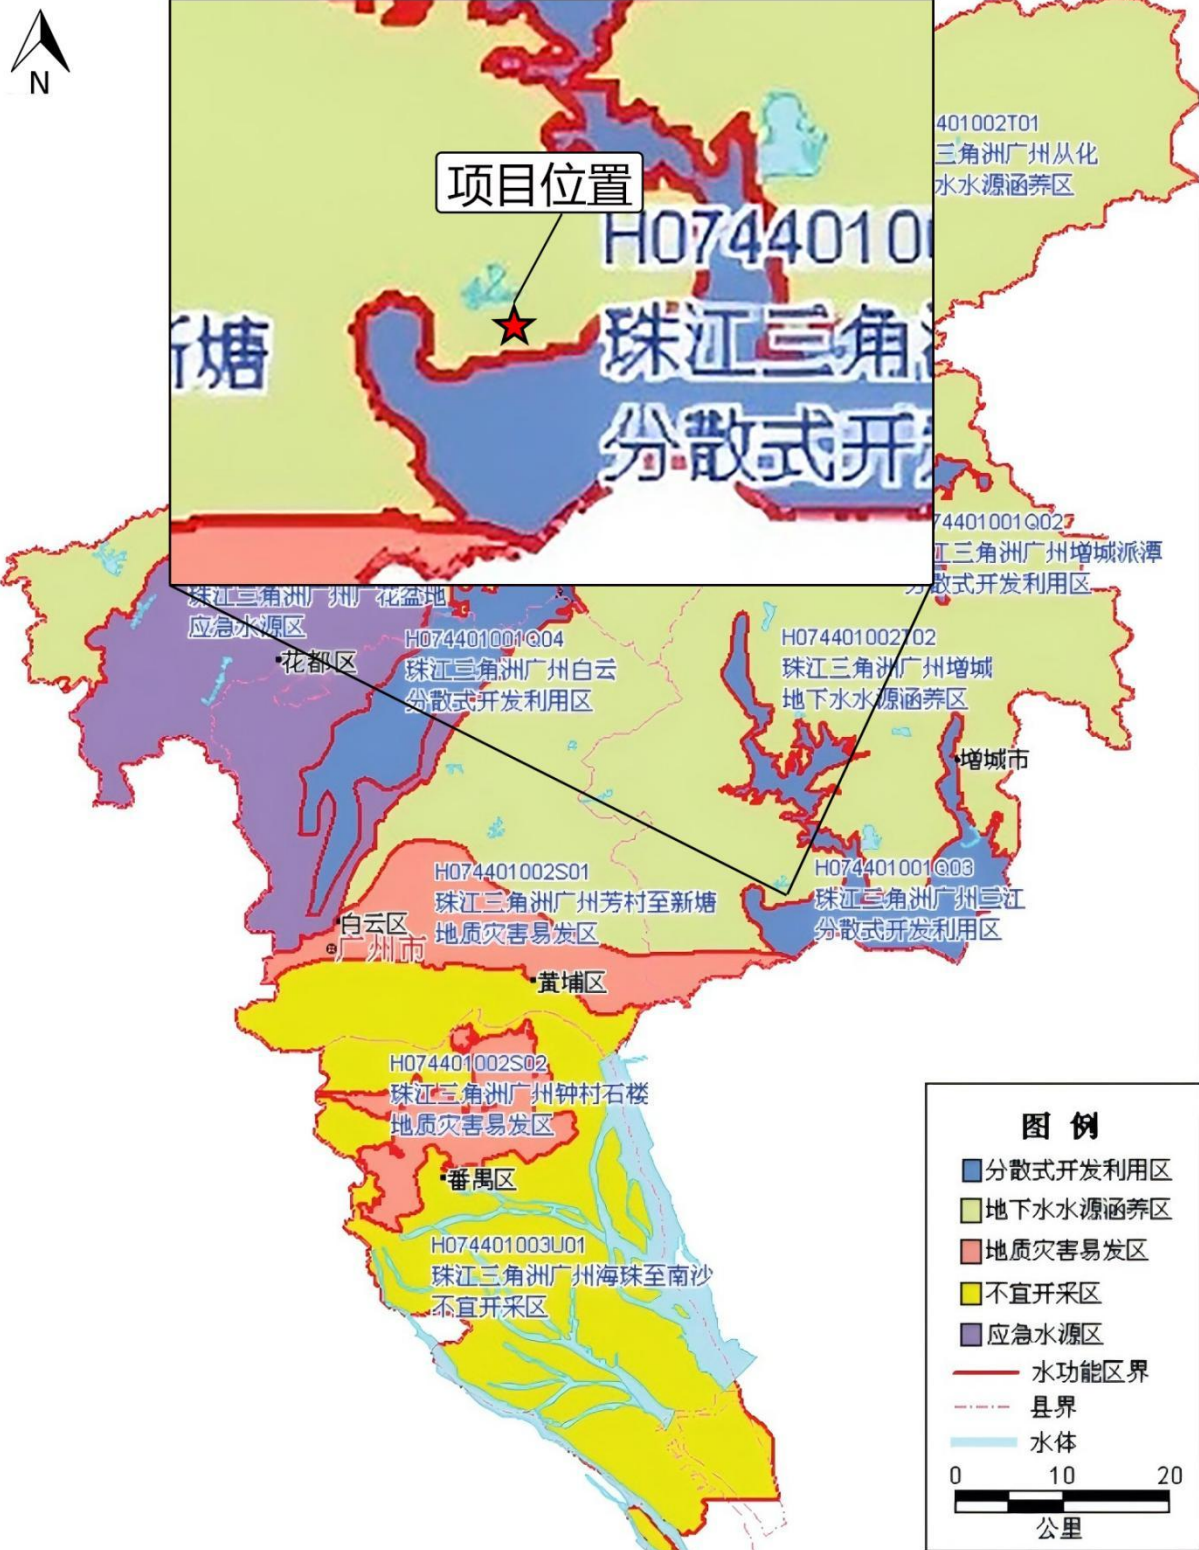 N
项目位置
H07440100
新塘
珠江三角
分散式开
401002T01
三角洲广州从化
水水源涵养区
74401001Q02
江三角洲广州增城派潭
分散式开发利用区
珠江三角洲广州广花盆地
应急水源区
花都区
H074401001Q04
珠江三角洲广州白云
分散式开发利用区
H074401002T02
珠江三角洲广州增城
地下水水源涵养区
增城市
H074401002S01
珠江三角洲广州芳村至新塘
地质灾害易发区
H074401001Q03
珠江三角洲广州三江
分散式开发利用区
白云区
广州市
黄埔区
H074401002S02
珠江三角洲广州钟村石楼
地质灾害易发区
番禺区
H074401003U01
珠江三角洲广州海珠至南沙
不宜开采区
图 例
分散式开发利用区
地下水水源涵养区
地质灾害易发区
不宜开采区
应急水源区
水功能区界
县界
水体
0 10 20
公里